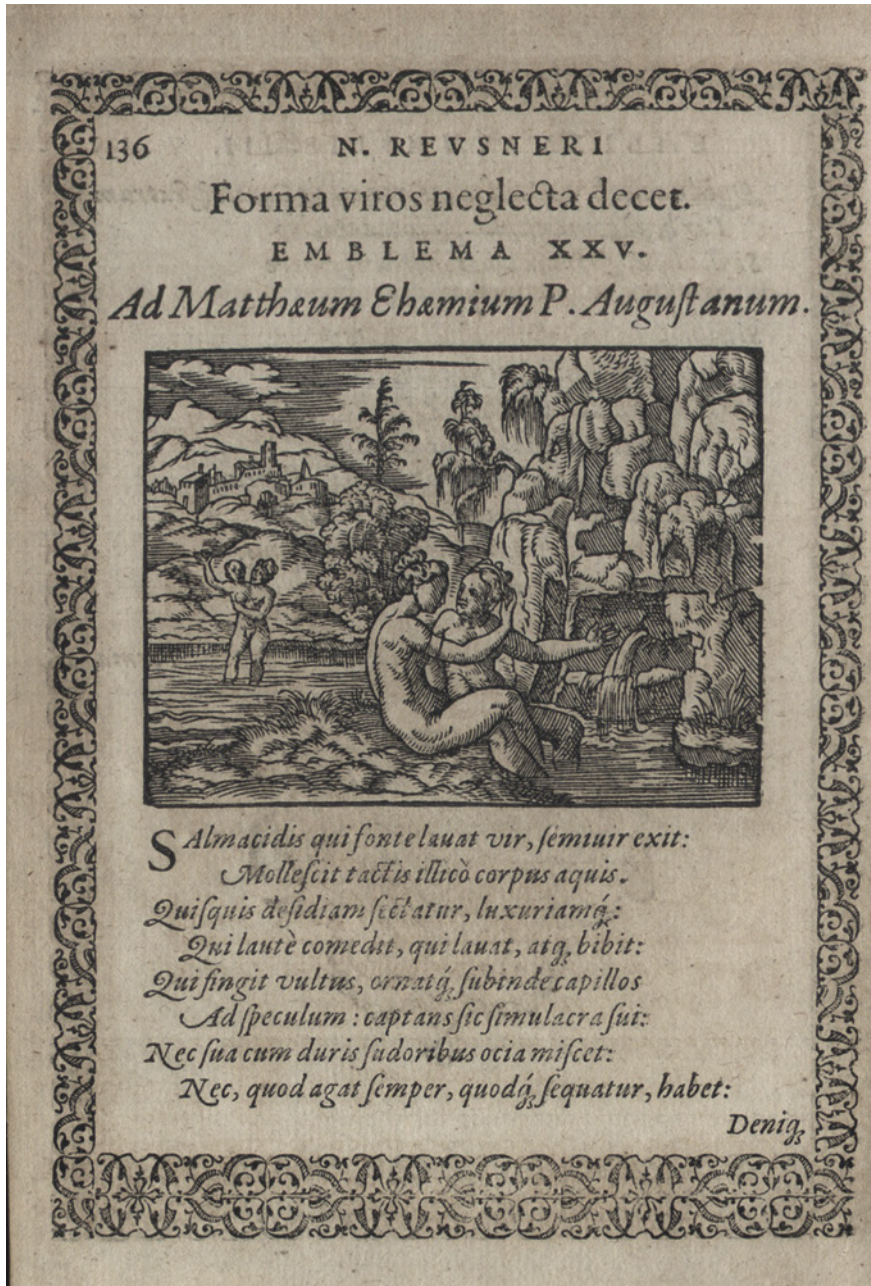 136
N. REVSNERI
Forma viros neglecta decet.
EMBLEMA XXV.
Ad Matthæum Ehæmium P. Augustanum.
SAlmacidis qui fonte lauat vir, semiuir exit:
Mollescit tactis illicò corpus aquis.
Quisquis desidiam sectatur, luxuriamq́;:
Qui lautè comedit, qui lauat, atq; bibit:
Qui fingit vultus, ornatq́; subinde capillos
Ad speculum: captans sic simulacra sui:
Nec sua cum duris sudoribus ocia miscet:
Nec, quod agat semper, quodq́; sequatur, habet:
Deniq;